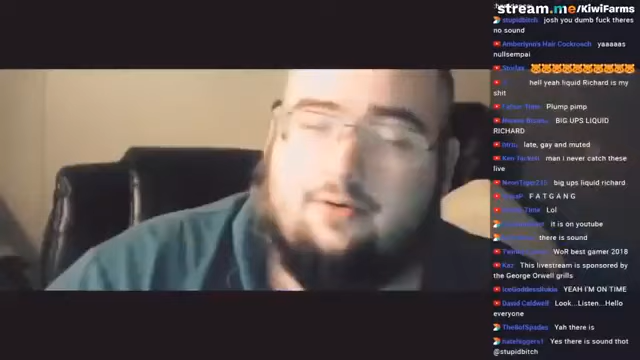 stream.me/KiwiFarms
stupidbitch josh you dumb fuck theres
no sound
Amberlynn's Hair Cockroach yaaaaas
nullsempai
hell yeah liquid Richard is my
shit
Plump pimp
BIG UPS LIQUID
RICHARD
late, gay and muted
man i never catch these
live
big ups liquid richard
F A T G A N G
Lol
it is on youtube
there is sound
WoR best gamer 2018
Kaz This livestream is sponsored by
the George Orwell grills
YEAH I'M ON TIME
David Caldwell Look...Listen...Hello
everyone
TheBofSpades Yah there is
Yes there is sound thot
@stupidbitch